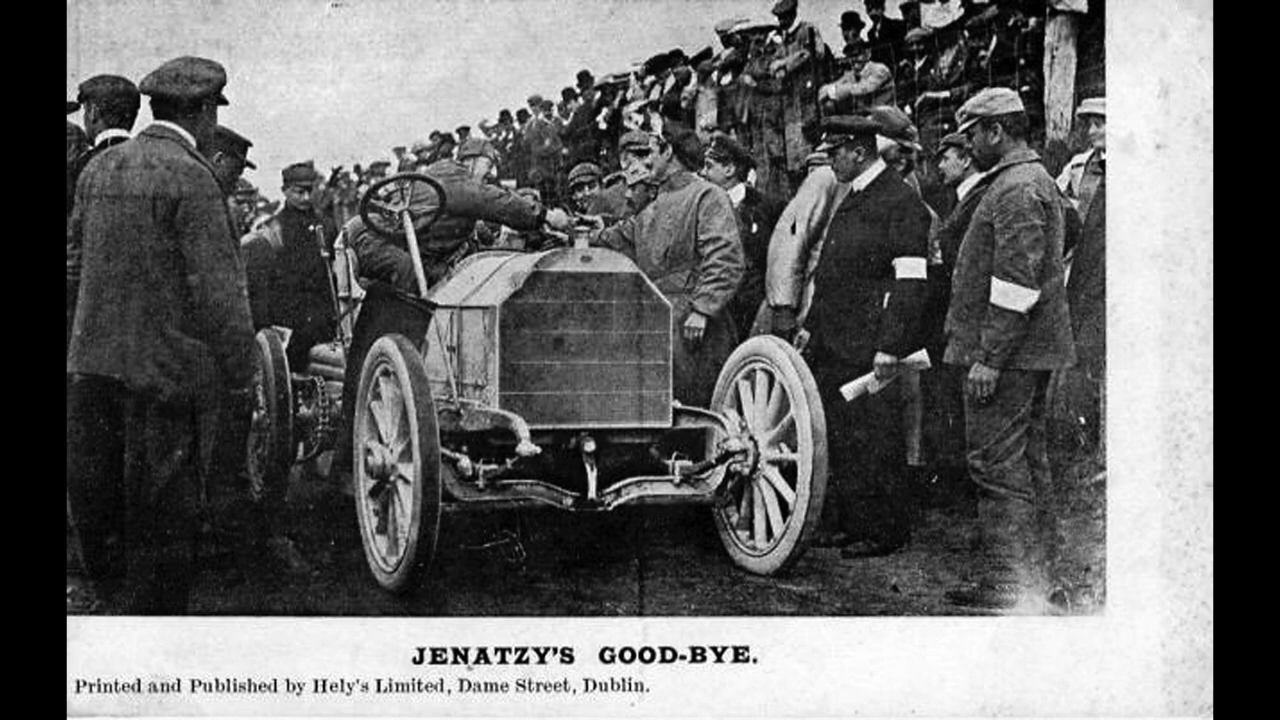 JENATZY'S GOOD-BYE.
Printed and Published by Hely's Limited, Dame Street, Dublin.